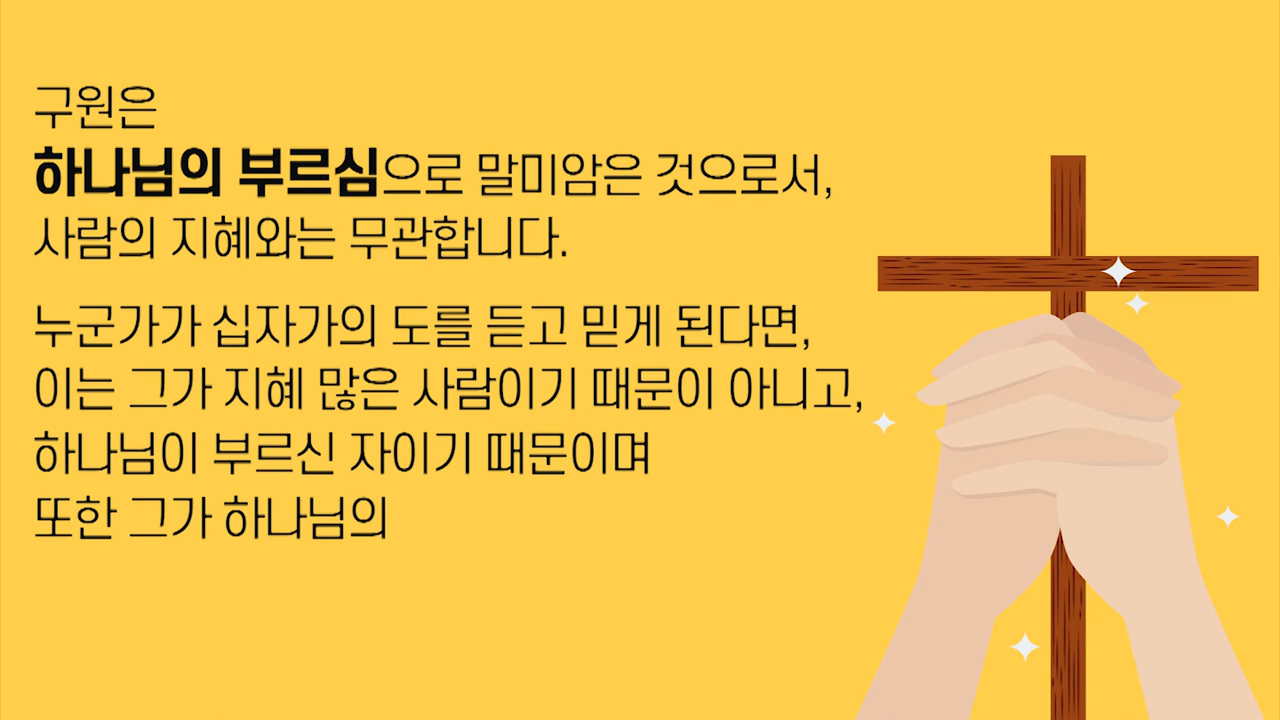 구원은
하나님의 부르심으로 말미암은 것으로서,
사람의 지혜와는 무관합니다.
누군가가 십자가의 도를 듣고 믿게 된다면,
이는 그가 지혜 많은 사람이기 때문이 아니고,
하나님이 부르신 자이기 때문이며
또한 그가 하나님의